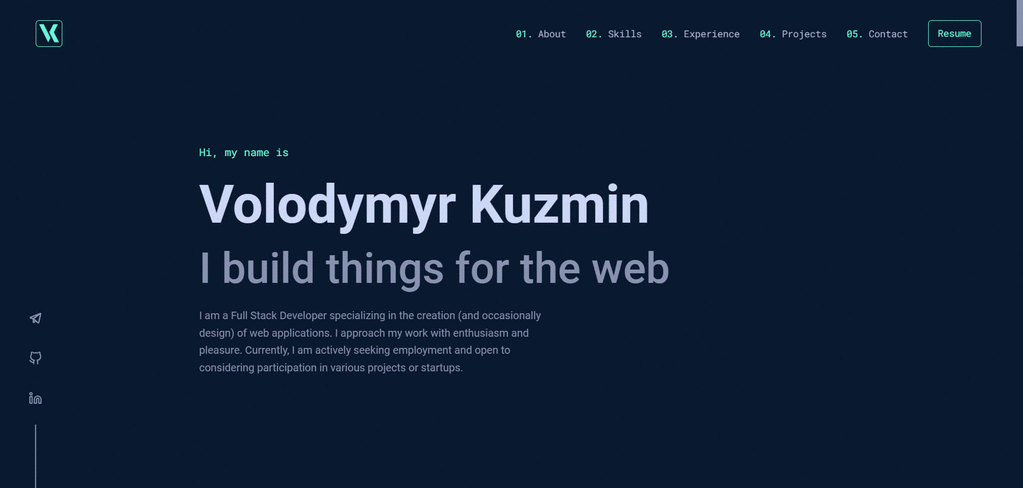 VK
01. About 02. Skills 03. Experience 04. Projects 05. Contact Resume
Hi, my name is
Volodymyr Kuzmin
I build things for the web
I am a Full Stack Developer specializing in the creation (and occasionally
design) of web applications. I approach my work with enthusiasm and
pleasure. Currently, I am actively seeking employment and open to
considering participation in various projects or startups.
in